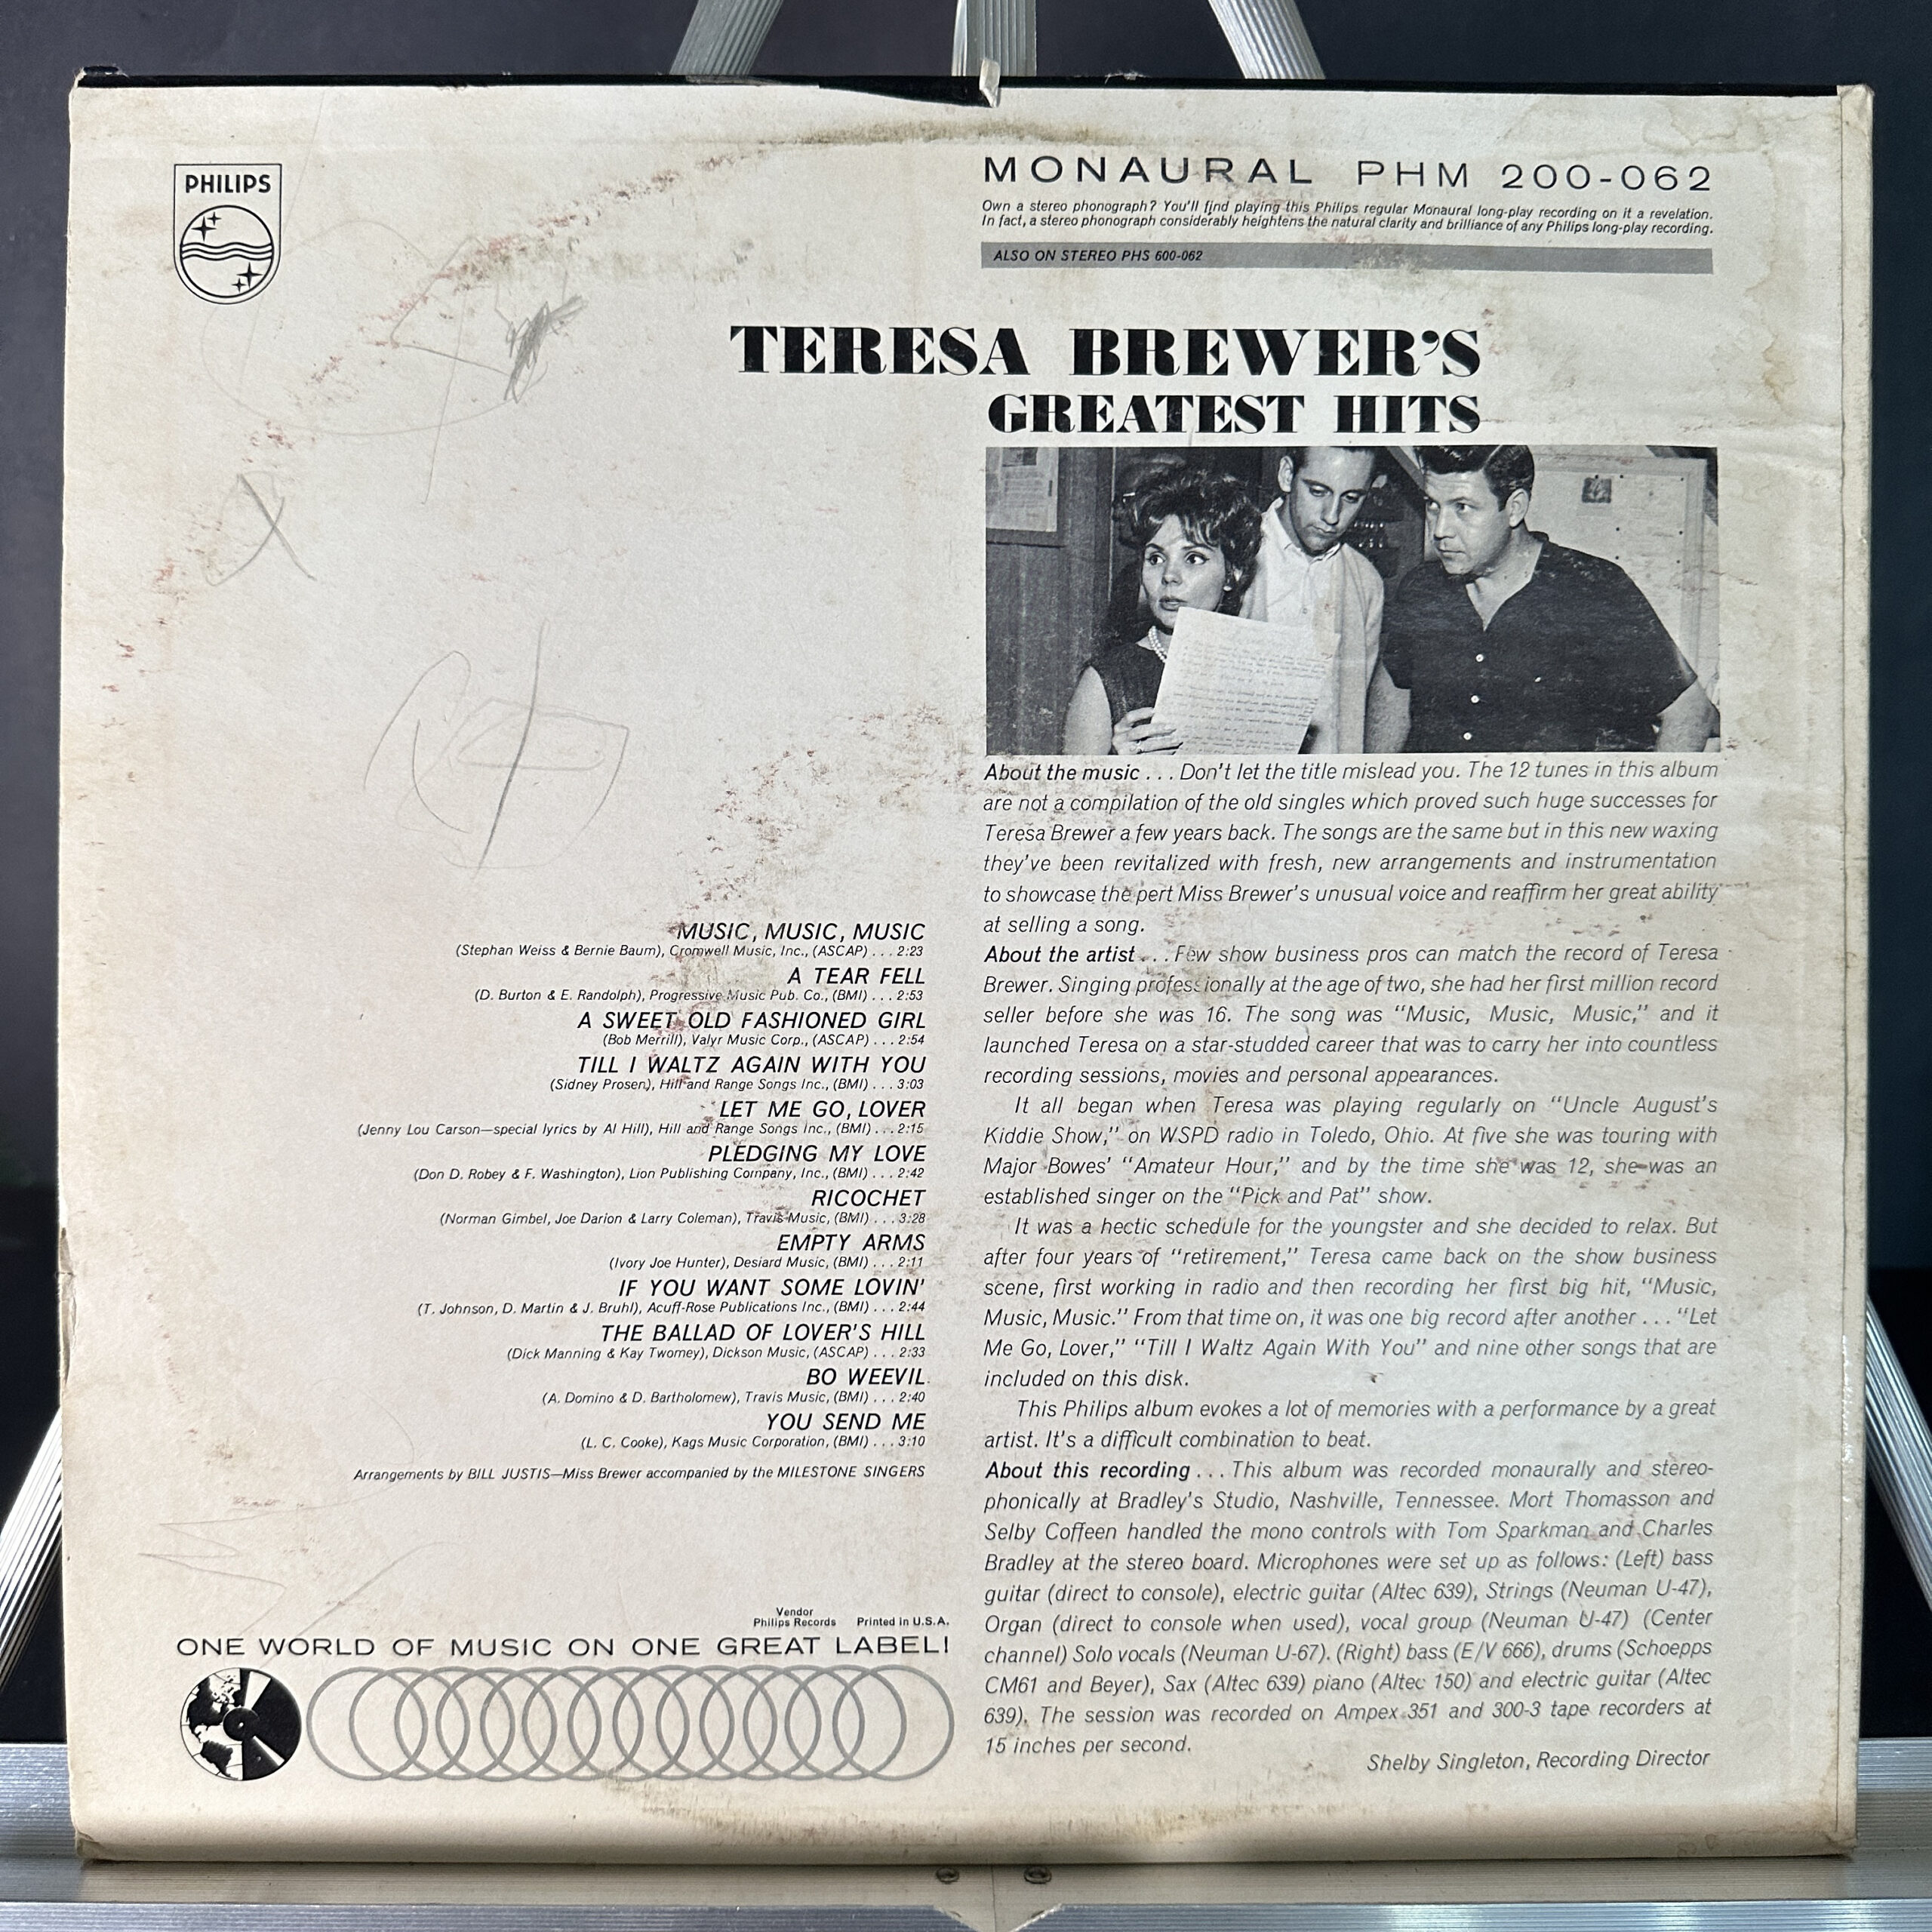 PHILIPS
MONAURAL PHM 200-062
Own a stereo phonograph? You'll find playing this Philips regular Monaural long-play recording on it a revelation.
In fact, a stereo phonograph considerably heightens the natural clarity and brilliance of any Philips long-play recording.
ALSO ON STEREO PHS 600-062
TERESA BREWER'S
GREATEST HITS
MUSIC, MUSIC, MUSIC
(Stephan Weiss & Bernie Baum), Cromwell Music, Inc., (ASCAP) . . . 2:23
A TEAR FELL
(D. Burton & E. Randolph), Progressive Music Pub. Co., (BMI) . . . 2:53
A SWEET OLD FASHIONED GIRL
(Bob Merrill), Valyr Music Corp., (ASCAP) . . . 2:54
TILL I WALTZ AGAIN WITH YOU
(Sidney Prosen), Hill and Range Songs Inc., (BMI) . . . 3:03
LET ME GO, LOVER
(Jenny Lou Carson—special lyrics by Al Hill), Hill and Range Songs Inc., (BMI) . . . 2:15
PLEDGING MY LOVE
(Don D. Robey & F. Washington), Lion Publishing Company, Inc., (BMI) . . . 2:42
RICOCHET
(Norman Gimbel, Joe Darion & Larry Coleman), Travis Music, (BMI) . . . 3:28
EMPTY ARMS
(Ivory Joe Hunter), Desiard Music, (BMI) . . . 2:11
IF YOU WANT SOME LOVIN'
(T. Johnson, D. Martin & J. Bruhl), Acuff-Rose Publications Inc., (BMI) . . . 2:44
THE BALLAD OF LOVER'S HILL
(Dick Manning & Kay Twomey), Dickson Music, (ASCAP) . . . 2:33
BO WEEVIL
(A. Domino & D. Bartholomew), Travis Music, (BMI) . . . 2:40
YOU SEND ME
(L. C. Cooke), Kags Music Corporation, (BMI) . . . 3:10
Arrangements by BILL JUSTIS—Miss Brewer accompanied by the MILESTONE SINGERS
Vendor
Philips Records Printed in U.S.A.
ONE WORLD OF MUSIC ON ONE GREAT LABEL!
About the music . . . Don't let the title mislead you. The 12 tunes in this album
are not a compilation of the old singles which proved such huge successes for
Teresa Brewer a few years back. The songs are the same but in this new waxing
they've been revitalized with fresh, new arrangements and instrumentation
to showcase the pert Miss Brewer's unusual voice and reaffirm her great ability
at selling a song.
About the artist . . . Few show business pros can match the record of Teresa
Brewer. Singing professionally at the age of two, she had her first million record
seller before she was 16. The song was "Music, Music, Music," and it
launched Teresa on a star-studded career that was to carry her into countless
recording sessions, movies and personal appearances.
It all began when Teresa was playing regularly on "Uncle August's
Kiddie Show," on WSPD radio in Toledo, Ohio. At five she was touring with
Major Bowes' "Amateur Hour," and by the time she was 12, she was an
established singer on the "Pick and Pat" show.
It was a hectic schedule for the youngster and she decided to relax. But
after four years of "retirement," Teresa came back on the show business
scene, first working in radio and then recording her first big hit, "Music,
Music, Music." From that time on, it was one big record after another . . . "Let
Me Go, Lover," "Till I Waltz Again With You" and nine other songs that are
included on this disk.
This Philips album evokes a lot of memories with a performance by a great
artist. It's a difficult combination to beat.
About this recording . . . This album was recorded monaurally and stereo-
phonically at Bradley's Studio, Nashville, Tennessee. Mort Thomasson and
Selby Coffeen handled the mono controls with Tom Sparkman and Charles
Bradley at the stereo board. Microphones were set up as follows: (Left) bass
guitar (direct to console), electric guitar (Altec 639), Strings (Neuman U-47),
Organ (direct to console when used), vocal group (Neuman U-47) (Center
channel) Solo vocals (Neuman U-67). (Right) bass (E/V 666), drums (Schoepps
CM61 and Beyer), Sax (Altec 639) piano (Altec 150) and electric guitar (Altec
639). The session was recorded on Ampex 351 and 300-3 tape recorders at
15 inches per second.
Shelby Singleton, Recording Director